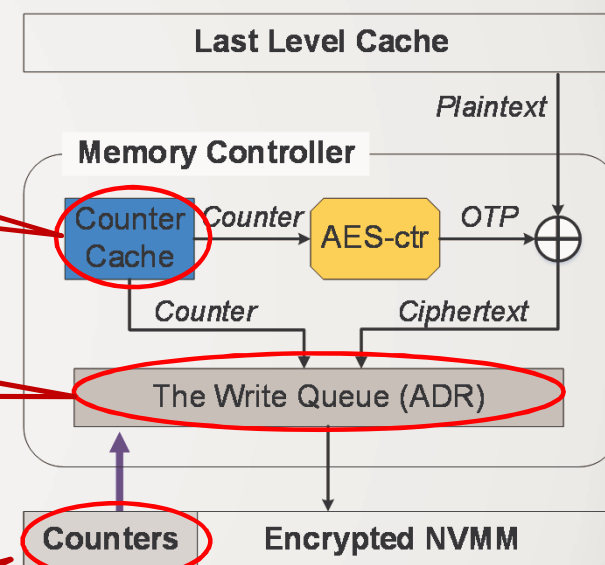 Last Level Cache
Plaintext
Memory Controller
Counter
Cache
Counter
AES-ctr
OTP
Counter
Ciphertext
The Write Queue (ADR)
Counters
Encrypted NVMM